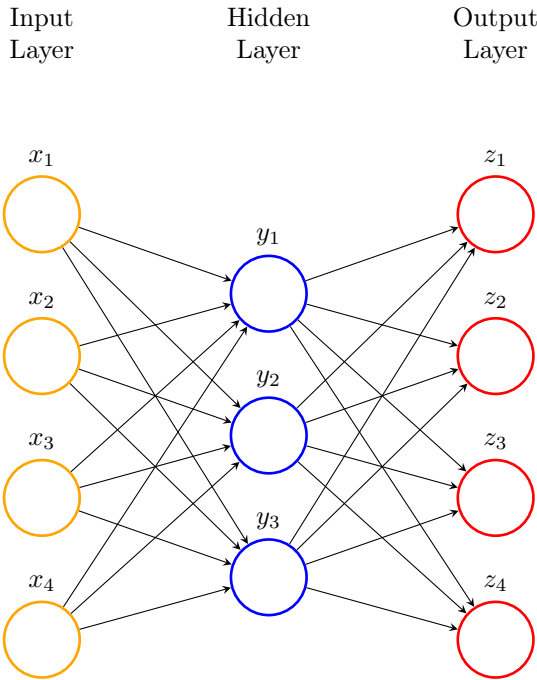 Input
Layer
Hidden
Layer
Output
Layer
x₁
x₂
x₃
x₄
y₁
y₂
y₃
z₁
z₂
z₃
z₄